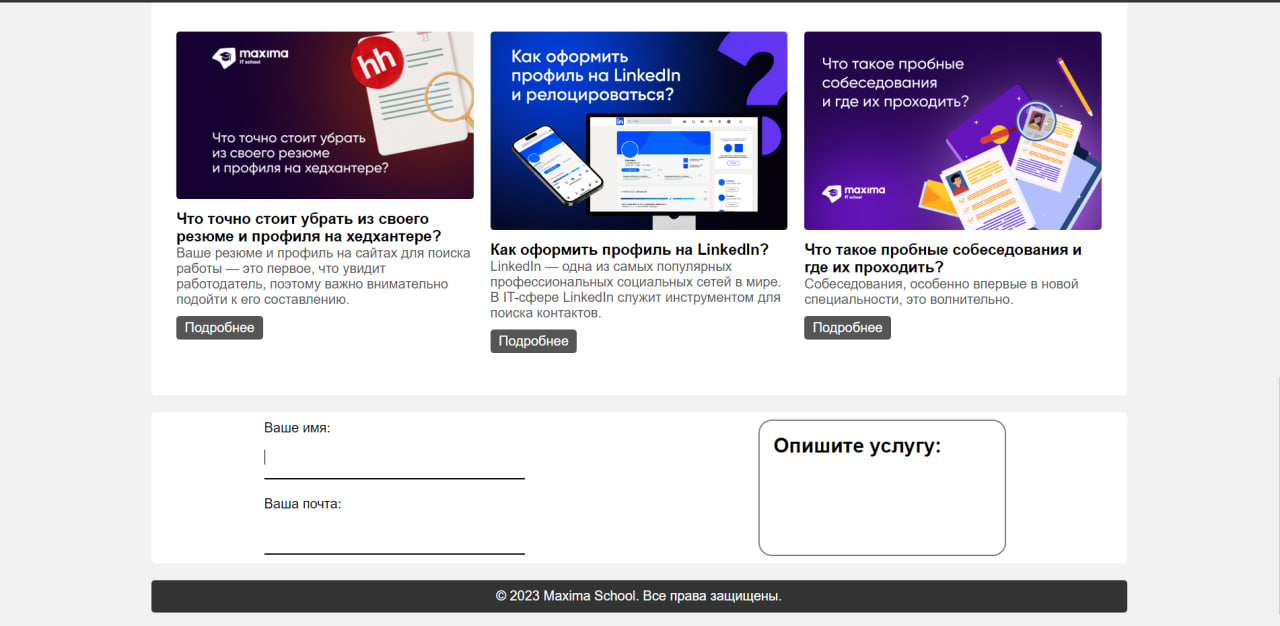 maxima
IT school
hh
Что точно стоит убрать
из своего резюме
и профиля на хедхантере?
Что точно стоит убрать из своего
резюме и профиля на хедхантере?
Ваше резюме и профиль на сайтах для поиска
работы — это первое, что увидит
работодатель, поэтому важно внимательно
подойти к его составлению.
Подробнее
Как оформить
профиль на LinkedIn
и релоцироваться?
?
in
Как оформить профиль на LinkedIn?
LinkedIn — одна из самых популярных
профессиональных социальных сетей в мире.
В IT-сфере LinkedIn служит инструментом для
поиска контактов.
Подробнее
Что такое пробные
собеседования
и где их проходить?
maxima
IT school
Что такое пробные собеседования и
где их проходить?
Собеседования, особенно впервые в новой
специальности, это волнительно.
Подробнее
Ваше имя:
Ваша почта:
Опишите услугу:
© 2023 Maxima School. Все права защищены.